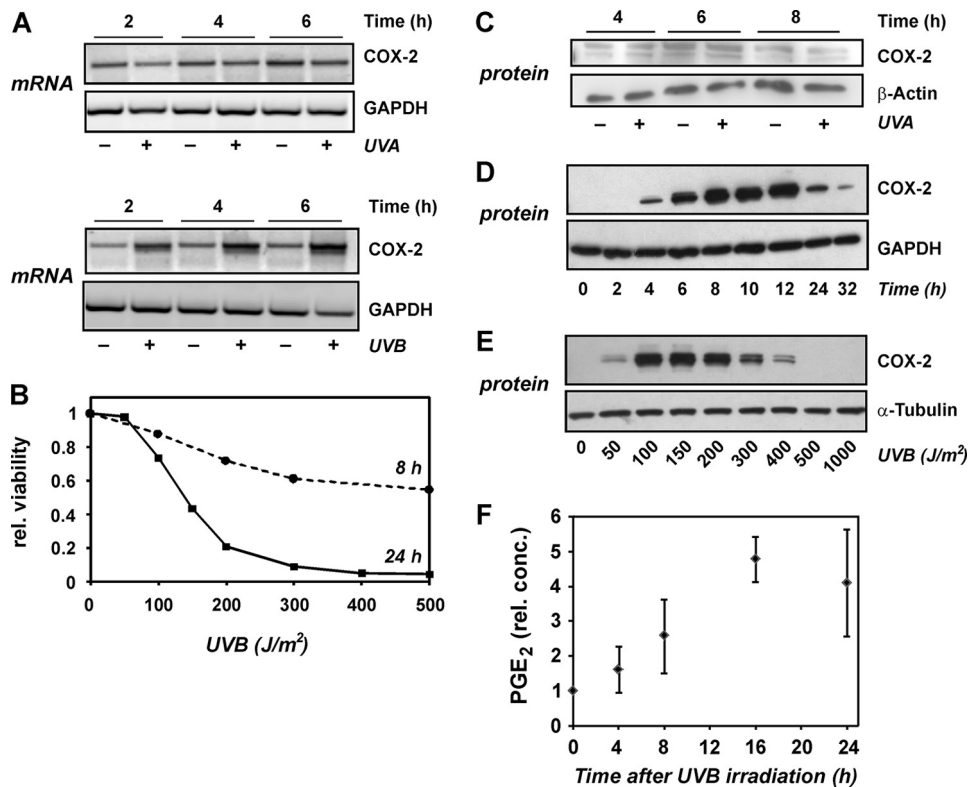 A
2 4 6 Time (h)
mRNA
COX-2
GAPDH
– + – + – + UVA
2 4 6 Time (h)
mRNA
COX-2
GAPDH
– + – + – + UVB
B
rel. viability
1
0.8
0.6
0.4
0.2
0
8 h
24 h
0 100 200 300 400 500
UVB (J/m²)
C
4 6 8 Time (h)
protein
COX-2
β-Actin
– + – + – + UVA
D
protein
COX-2
GAPDH
0 2 4 6 8 10 12 24 32 Time (h)
E
protein
COX-2
α-Tubulin
0 50 100 150 200 300 400 500 1000 UVB (J/m²)
F
PGE₂ (rel. conc.)
6
5
4
3
2
1
0
0 4 8 12 16 20 24
Time after UVB irradiation (h)